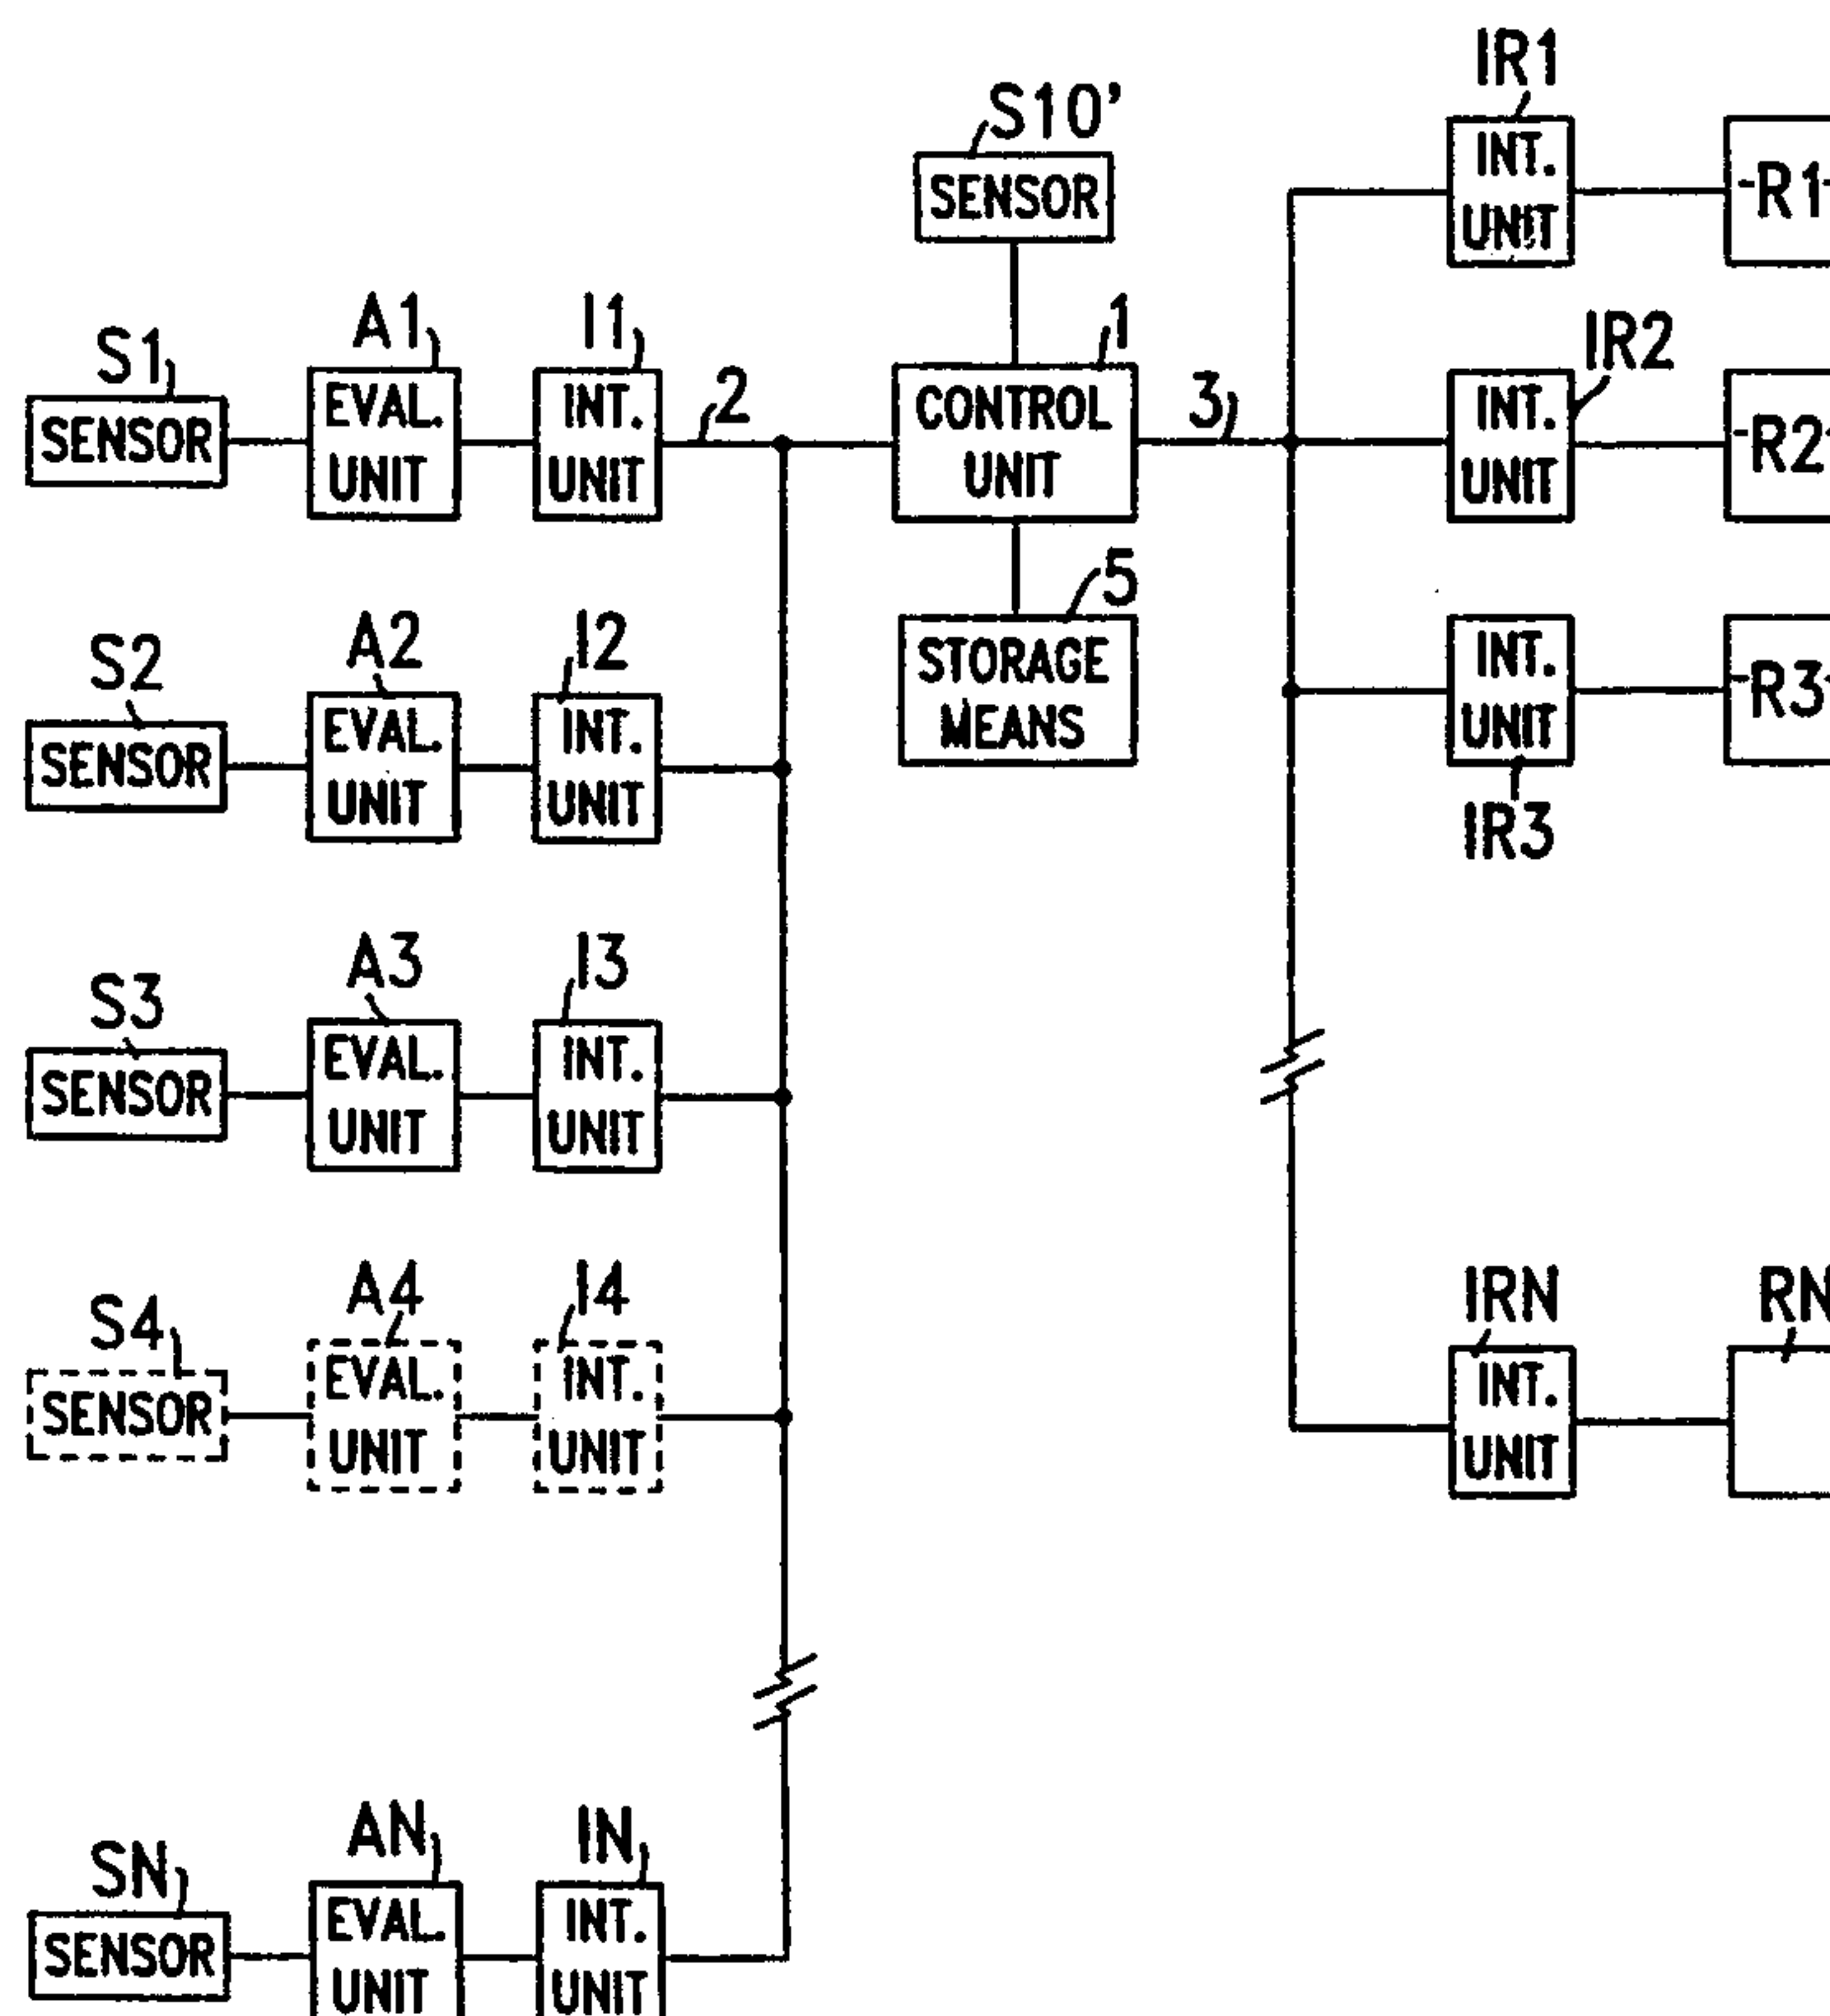 IR1
S10'
INT.
UNIT
-R1-
SENSOR
A1
I1
1
IR2
S1
2
3
EVAL.
UNIT
INT.
UNIT
CONTROL
UNIT
INT.
UNIT
-R2-
SENSOR
5
S2
A2
I2
STORAGE
MEANS
INT.
UNIT
-R3-
SENSOR
EVAL.
UNIT
INT.
UNIT
IR3
S3
A3
I3
SENSOR
EVAL.
UNIT
INT.
UNIT
S4
A4
I4
IRN
RN
SENSOR
EVAL.
UNIT
INT.
UNIT
INT.
UNIT
SN
AN
IN
SENSOR
EVAL.
UNIT
INT.
UNIT